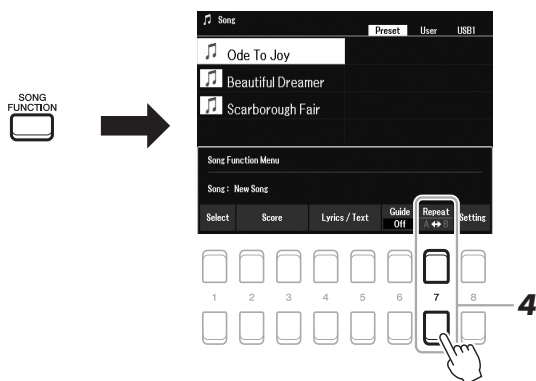 Song
Preset User USB1
Ode To Joy
Beautiful Dreamer
Scarborough Fair
SONG
FUNCTION
Song Function Menu
Song : New Song
Select Score Lyrics / Text Guide Off Repeat A ↔ B Setting
1 2 3 4 5 6 7 8
4